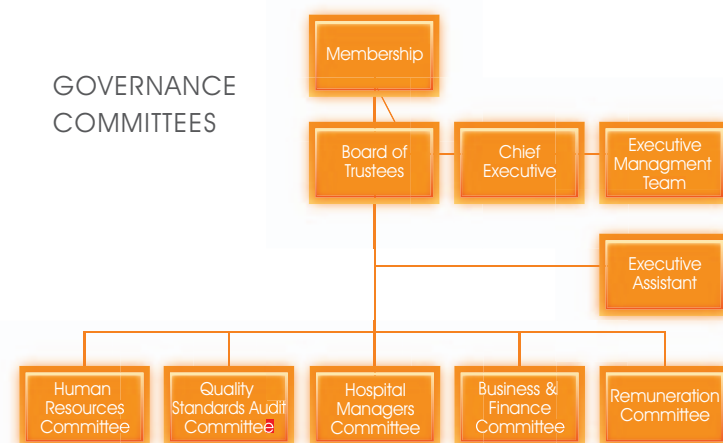 GOVERNANCE
COMMITTEES
Membership
Board of
Trustees
Chief
Executive
Executive
Managment
Team
Executive
Assistant
Human
Resources
Committee
Quality
Standards Audit
Committee
Hospital
Managers
Committee
Business &
Finance
Committee
Remuneration
Committee